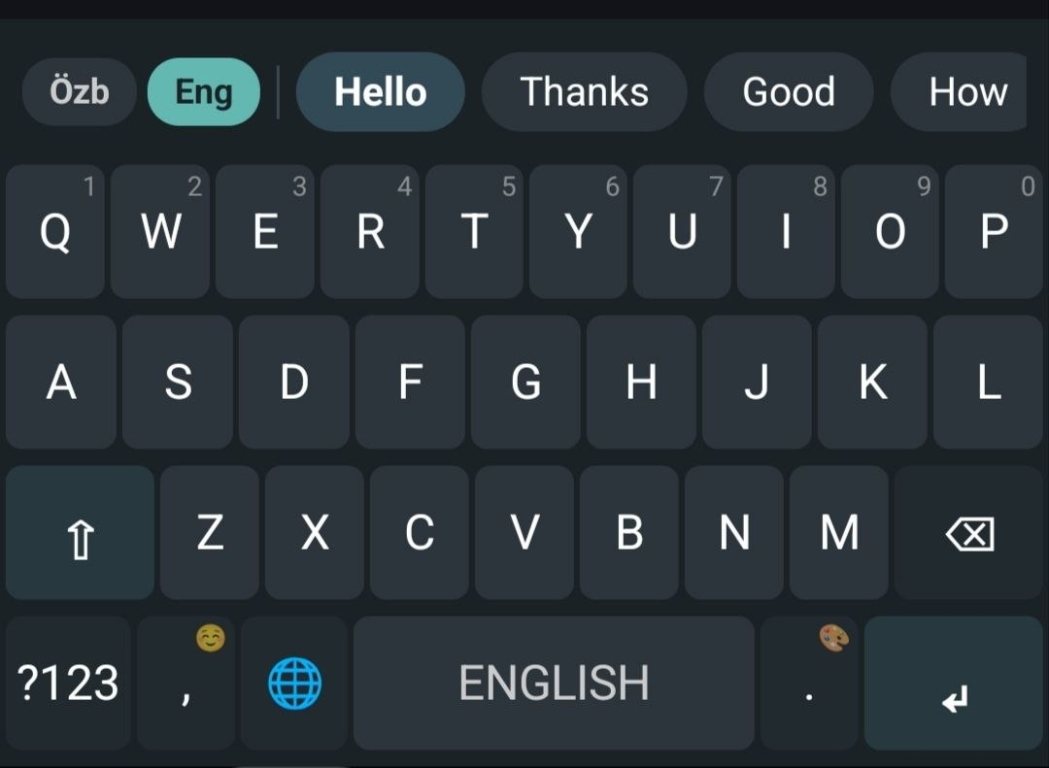 Özb Eng Hello Thanks Good How
1 2 3 4 5 6 7 8 9 0
Q W E R T Y U I O P
A S D F G H J K L
Z X C V B N M
?123 , ENGLISH .